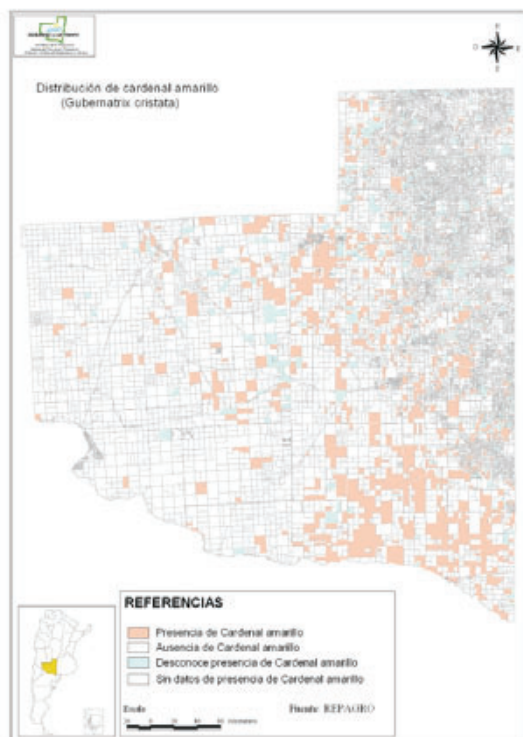 Distribución de cardenal amarillo
(Gubernatrix cristata)
REFERENCIAS
Presencia de Cardenal amarillo
Ausencia de Cardenal amarillo
Desconoce presencia de Cardenal amarillo
Sin datos de presencia de Cardenal amarillo
Fuente: REPAGRO